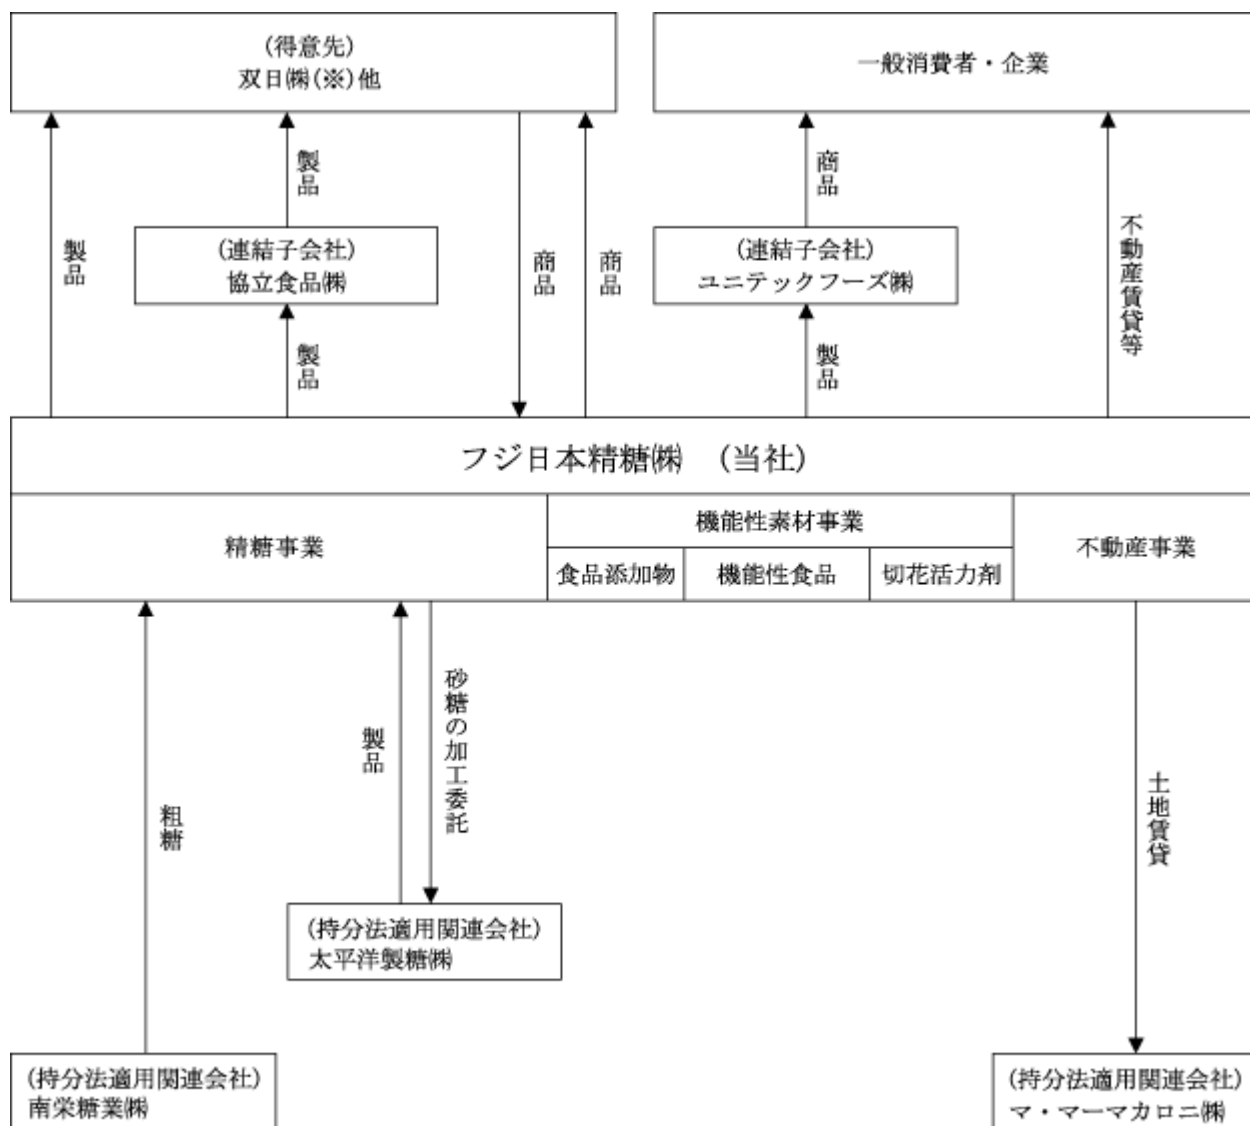 (得意先)
双日㈱(※)他
一般消費者・企業
製品
製品
商品
商品
商品
不動産賃貸等
(連結子会社)
協立食品㈱
(連結子会社)
ユニテックフーズ㈱
製品
製品
フジ日本精糖㈱ (当社)
精糖事業
機能性素材事業
食品添加物
機能性食品
切花活力剤
不動産事業
粗糖
製品
砂糖の加工委託
土地賃貸
(持分法適用関連会社)
太平洋製糖㈱
(持分法適用関連会社)
南栄糖業㈱
(持分法適用関連会社)
マ・マーマカロニ㈱